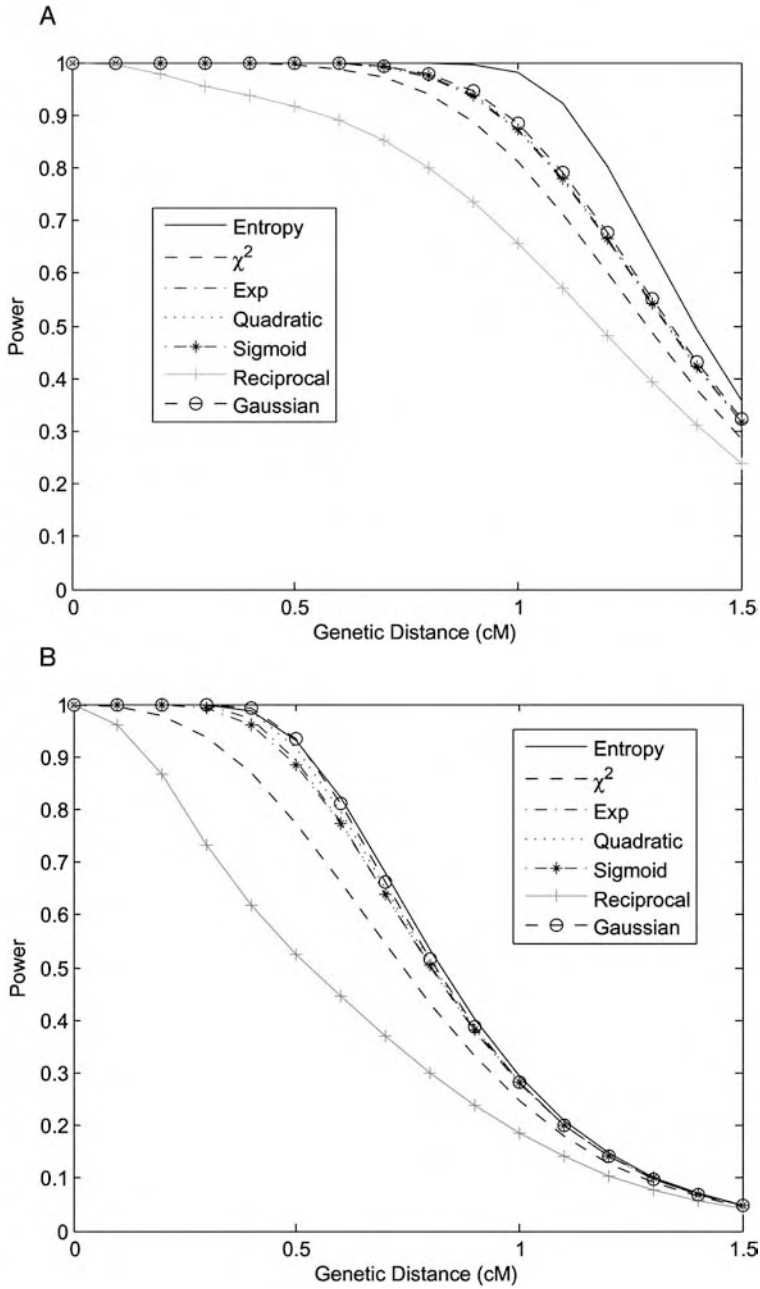 A
1
0.9
0.8
0.7
0.6
0.5
0.4
0.3
0.2
0.1
0
Power
Entropy
χ²
Exp
Quadratic
Sigmoid
Reciprocal
Gaussian
0 0.5 1 1.5
Genetic Distance (cM)
B
1
0.9
0.8
0.7
0.6
0.5
0.4
0.3
0.2
0.1
0
Power
Entropy
χ²
Exp
Quadratic
Sigmoid
Reciprocal
Gaussian
0 0.5 1 1.5
Genetic Distance (cM)